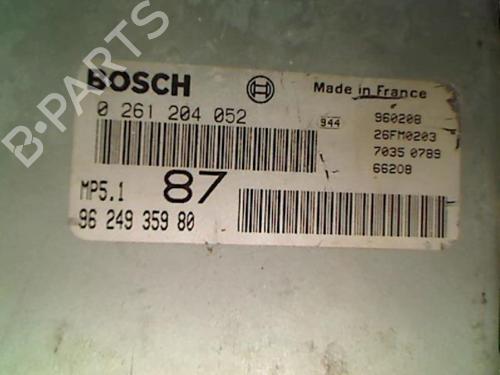 B-PARTS
BOSCH
Made in France
0 261 204 052
944
960208
26FM0203
7035 0789
66208
MP5.1
87
96 249 359 80